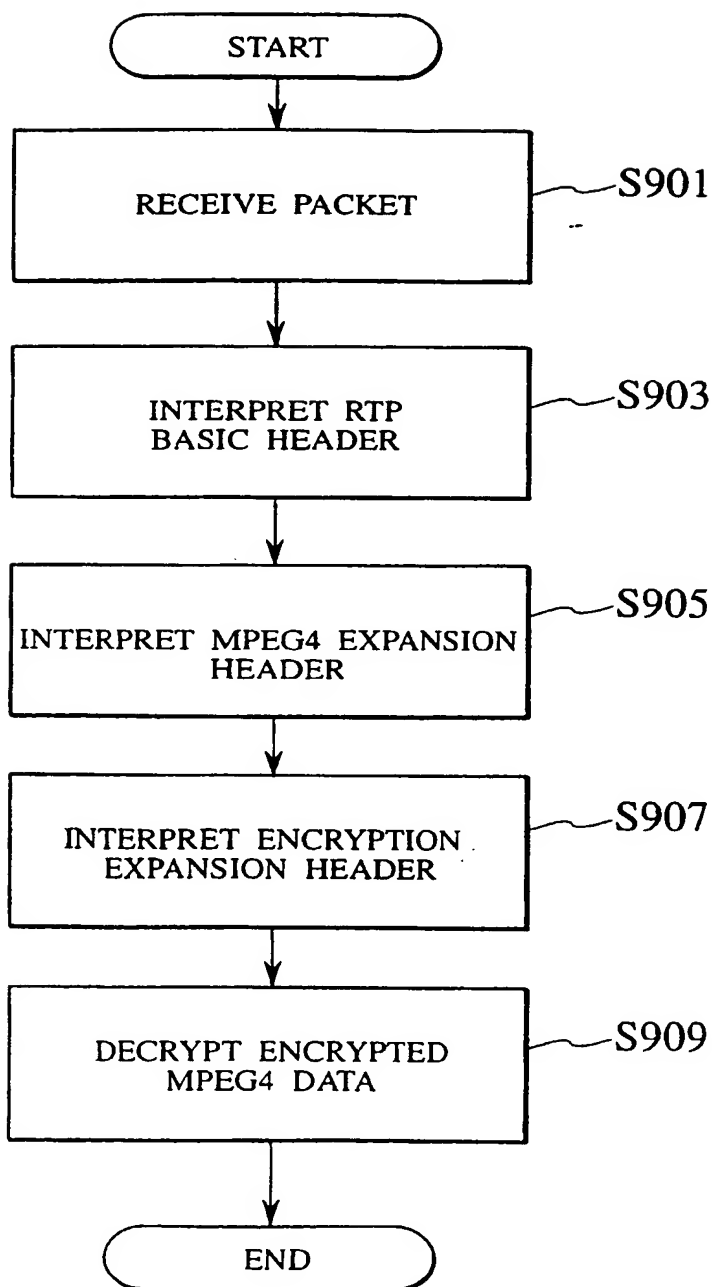 START
RECEIVE PACKET
S901
INTERPRET RTP
BASIC HEADER
S903
INTERPRET MPEG4 EXPANSION
HEADER
S905
INTERPRET ENCRYPTION
EXPANSION HEADER
S907
DECRYPT ENCRYPTED
MPEG4 DATA
S909
END